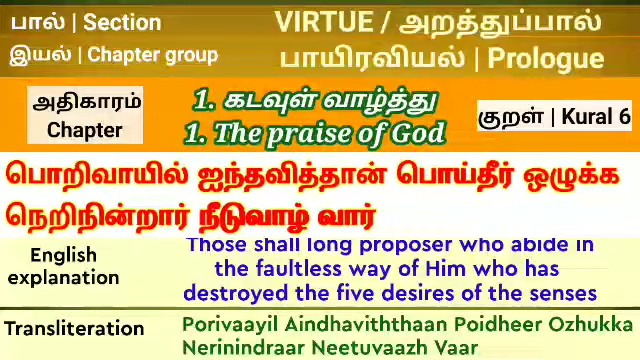 பால் | Section
VIRTUE / அறத்துப்பால்
இயல் | Chapter group
பாயிரவியல் | Prologue
அதிகாரம்
Chapter
1. கடவுள் வாழ்த்து
1. The praise of God
குறள் | Kural 6
பொறிவாயில் ஐந்தவித்தான் பொய்தீர் ஒழுக்க
நெறிநின்றார் நீடுவாழ் வார்
English
explanation
Those shall long proposer who abide in
the faultless way of Him who has
destroyed the five desires of the senses
Transliteration
Porivaayil Aindhaviththaan Poidheer Ozhukka
Nerinindraar Neetuvaazh Vaar